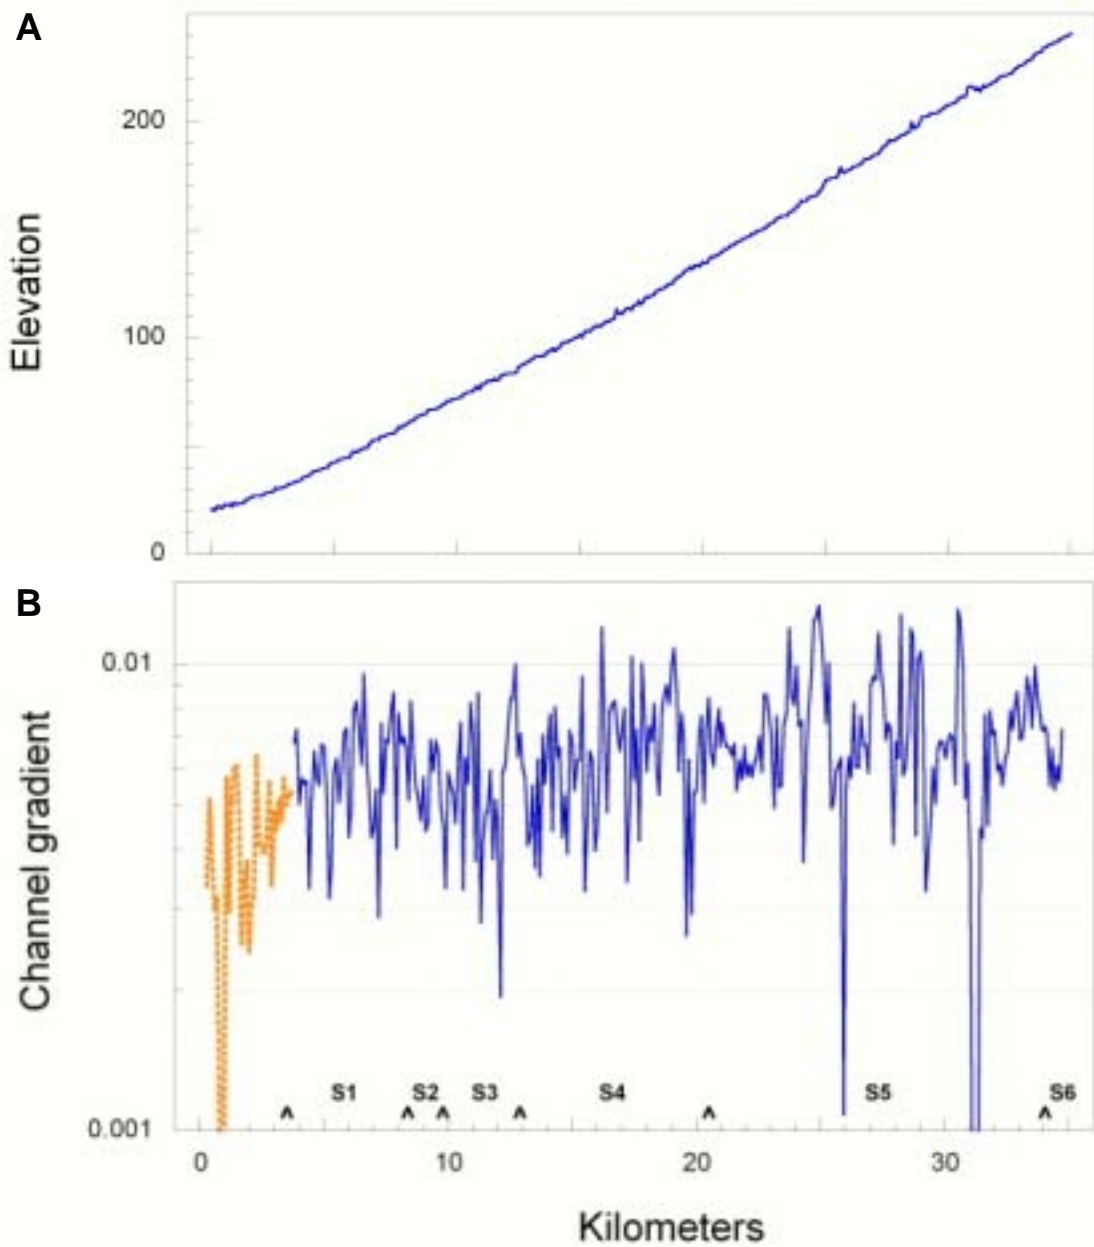 A
200
Elevation
100
0
B
0.01
Channel gradient
S1 S2 S3 S4 S5 S6
^ ^ ^ ^ ^ ^
0.001
0 10 20 30
Kilometers